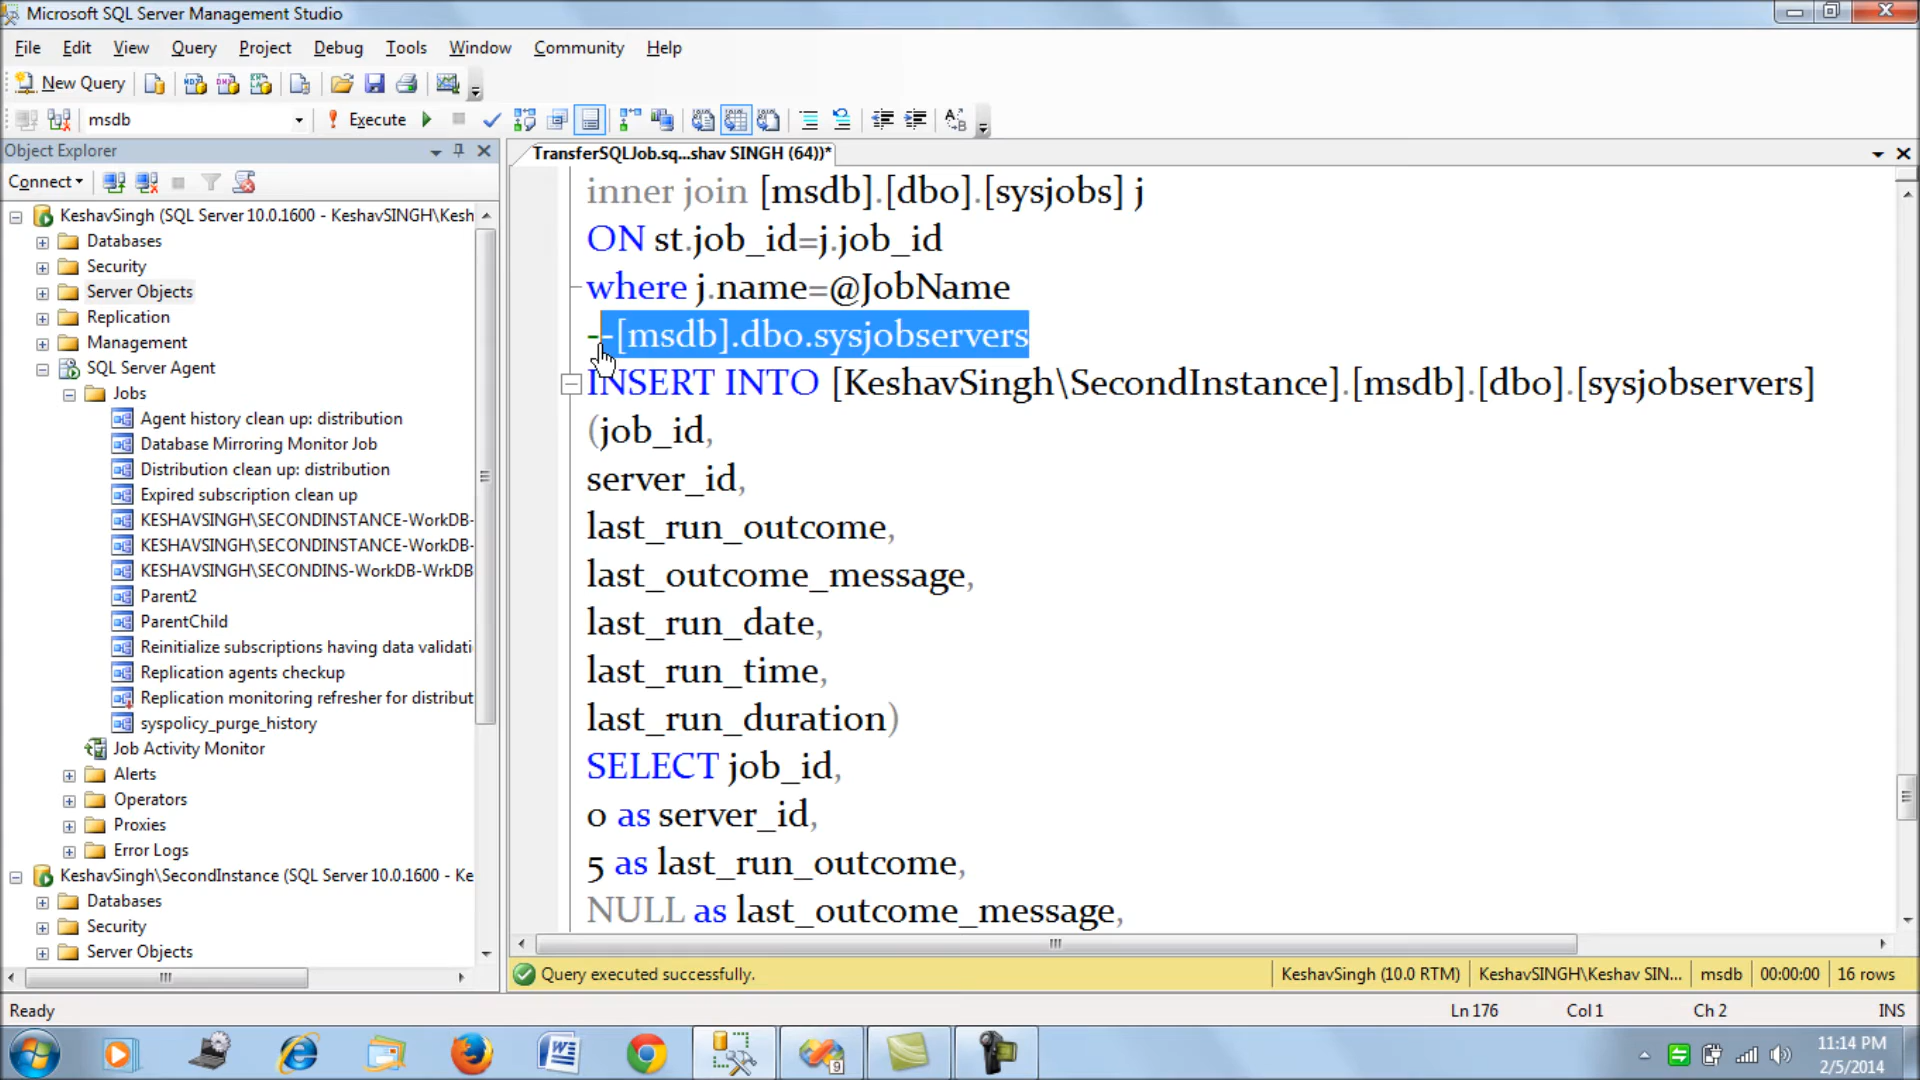 Microsoft SQL Server Management Studio
File Edit View Query Project Debug Tools Window Community Help
New Query
msdb Execute
Object Explorer
TransferSQLJob.sq...shav SINGH (64))*
Connect
KeshavSingh (SQL Server 10.0.1600 - KeshavSINGH\Kesh
Databases
Security
Server Objects
Replication
Management
SQL Server Agent
Jobs
Agent history clean up: distribution
Database Mirroring Monitor Job
Distribution clean up: distribution
Expired subscription clean up
KESHAVSINGH\SECONDINSTANCE-WorkDB-
KESHAVSINGH\SECONDINSTANCE-WorkDB-
KESHAVSINGH\SECONDINS-WorkDB-WrkDB
Parent2
ParentChild
Reinitialize subscriptions having data validati
Replication agents checkup
Replication monitoring refresher for distribut
syspolicy_purge_history
Job Activity Monitor
Alerts
Operators
Proxies
Error Logs
KeshavSingh\SecondInstance (SQL Server 10.0.1600 - Ke
Databases
Security
Server Objects
inner join [msdb].[dbo].[sysjobs] j
ON st.job_id=j.job_id
where j.name=@JobName
--[msdb].dbo.sysjobservers
INSERT INTO [KeshavSingh\SecondInstance].[msdb].[dbo].[sysjobservers]
(job_id,
server_id,
last_run_outcome,
last_outcome_message,
last_run_date,
last_run_time,
last_run_duration)
SELECT job_id,
0 as server_id,
5 as last_run_outcome,
NULL as last_outcome_message,
Query executed successfully. KeshavSingh (10.0 RTM) KeshavSINGH\Keshav SIN... msdb 00:00:00 16 rows
Ready Ln 176 Col 1 Ch 2 INS
9
11:14 PM
2/5/2014